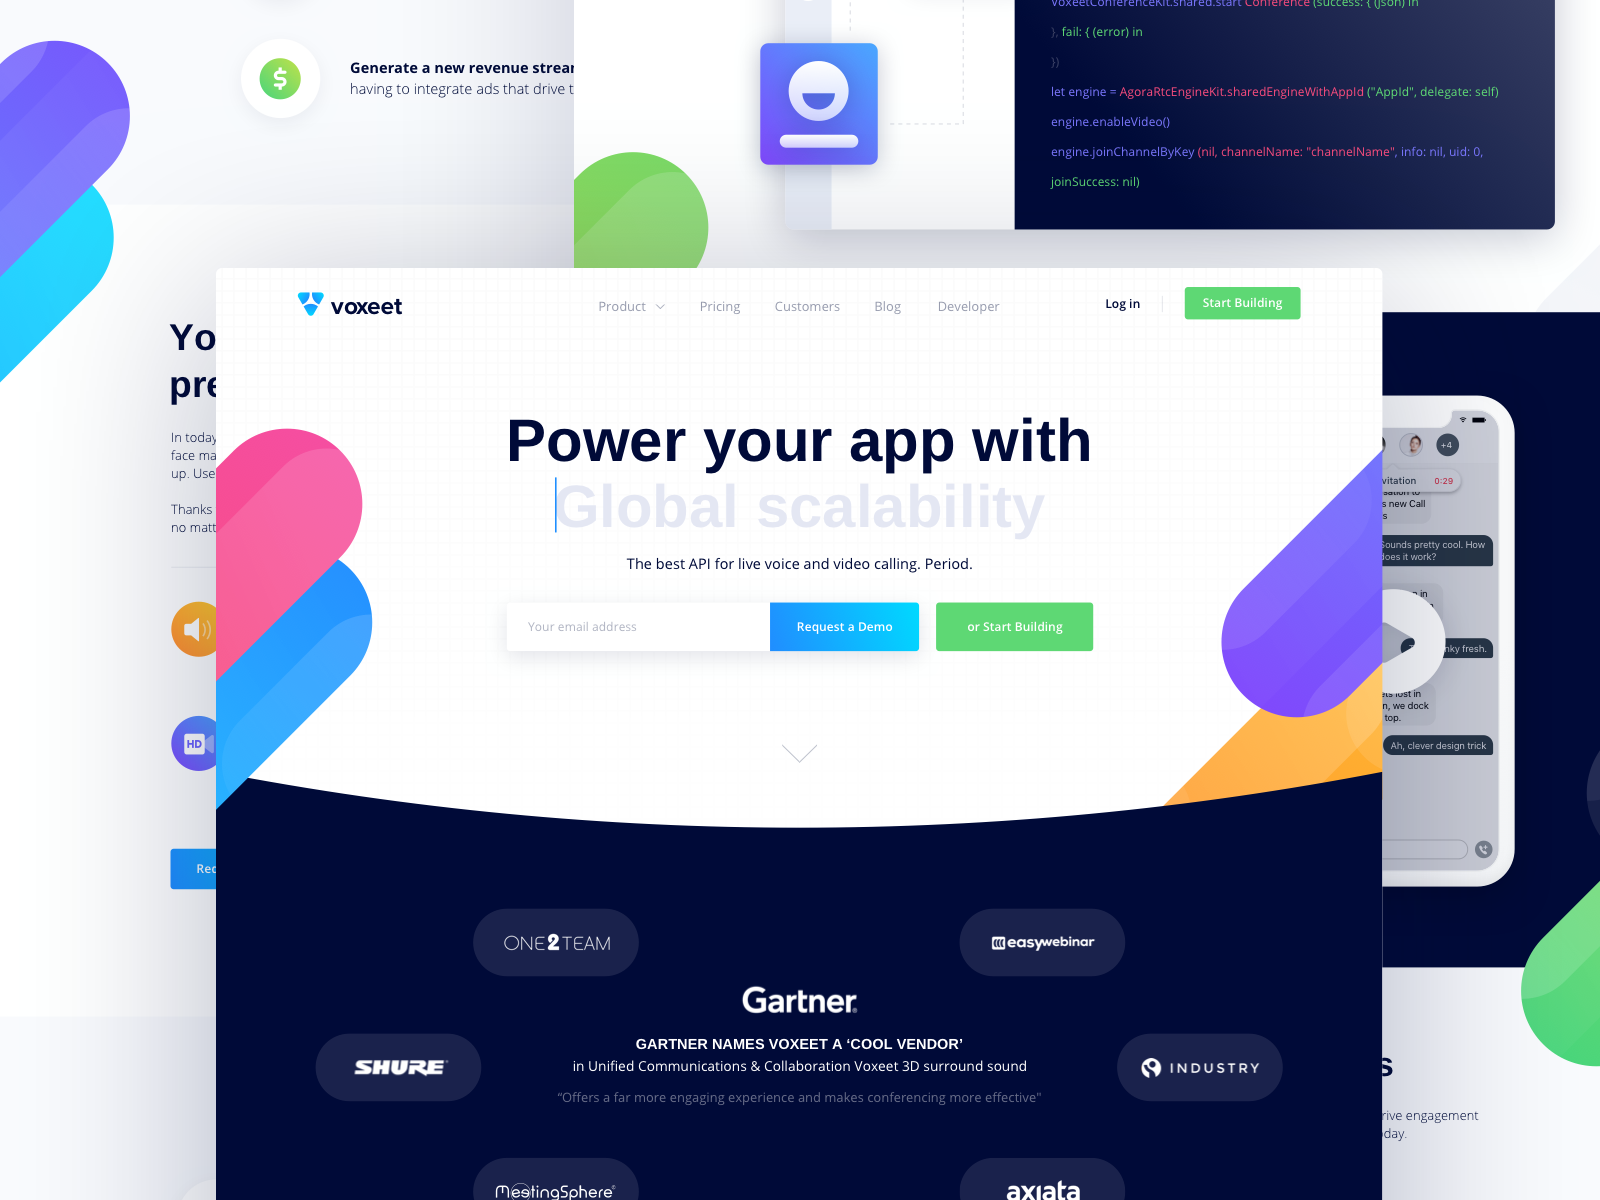 VoxeetConferenceKit.shared.start Conference (success: { (json) in
}, fail: { (error) in
})
let engine = AgoraRtcEngineKit.sharedEngineWithAppId ("AppId", delegate: self)
engine.enableVideo()
engine.joinChannelByKey (nil, channelName: "channelName", info: nil, uid: 0,
joinSuccess: nil)
$
Generate a new revenue strear
having to integrate ads that drive t
Yo
pre
In today
face ma
up. Use
Thanks
no matt
HD
Rec
voxeet
Product
Pricing
Customers
Blog
Developer
Log in
Start Building
Power your app with
Global scalability
The best API for live voice and video calling. Period.
Your email address
Request a Demo
or Start Building
ONE2TEAM
easywebinar
Gartner
SHURE
GARTNER NAMES VOXEET A ‘COOL VENDOR’
in Unified Communications & Collaboration Voxeet 3D surround sound
“Offers a far more engaging experience and makes conferencing more effective"
INDUSTRY
MeetingSphere
axiata
+4
vitation
0:29
sation to
s new Call
s
Sounds pretty cool. How
does it work?
in
nky fresh.
ets lost in
n, we dock
top.
Ah, clever design trick
s
rive engagement
oday.